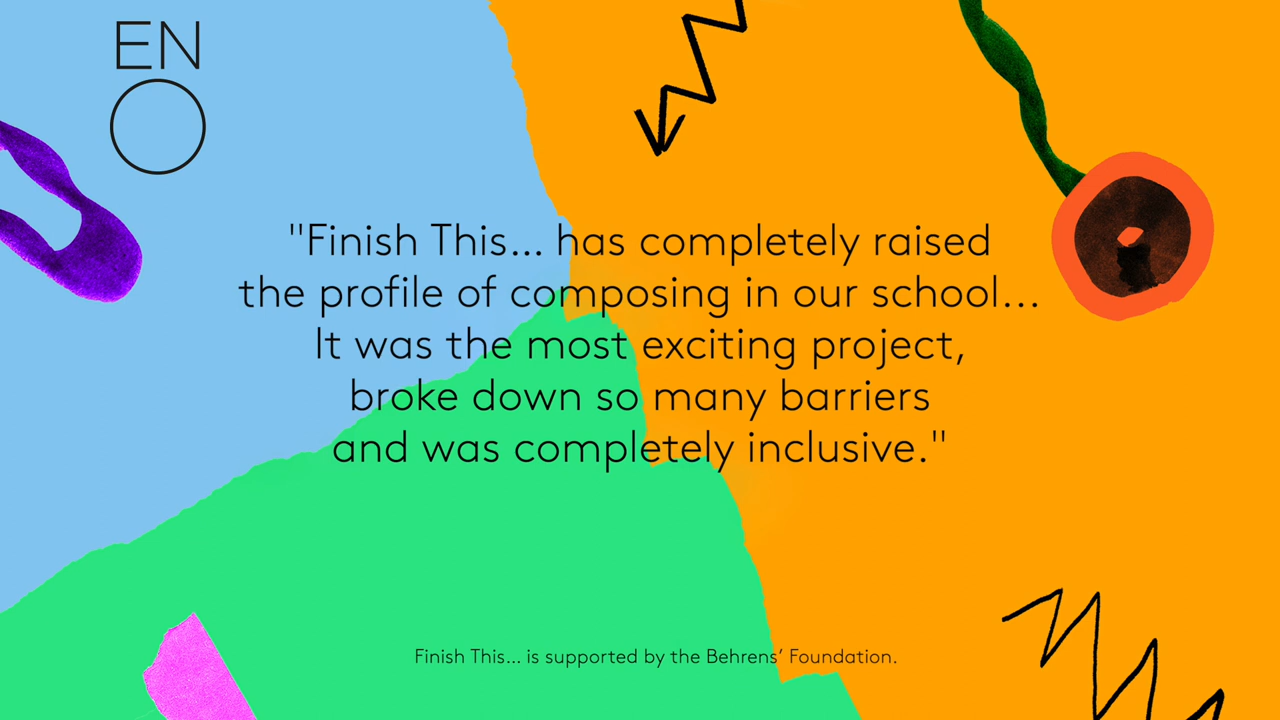 EN
O
"Finish This... has completely raised
the profile of composing in our school...
It was the most exciting project,
broke down so many barriers
and was completely inclusive."
Finish This... is supported by the Behrens’ Foundation.